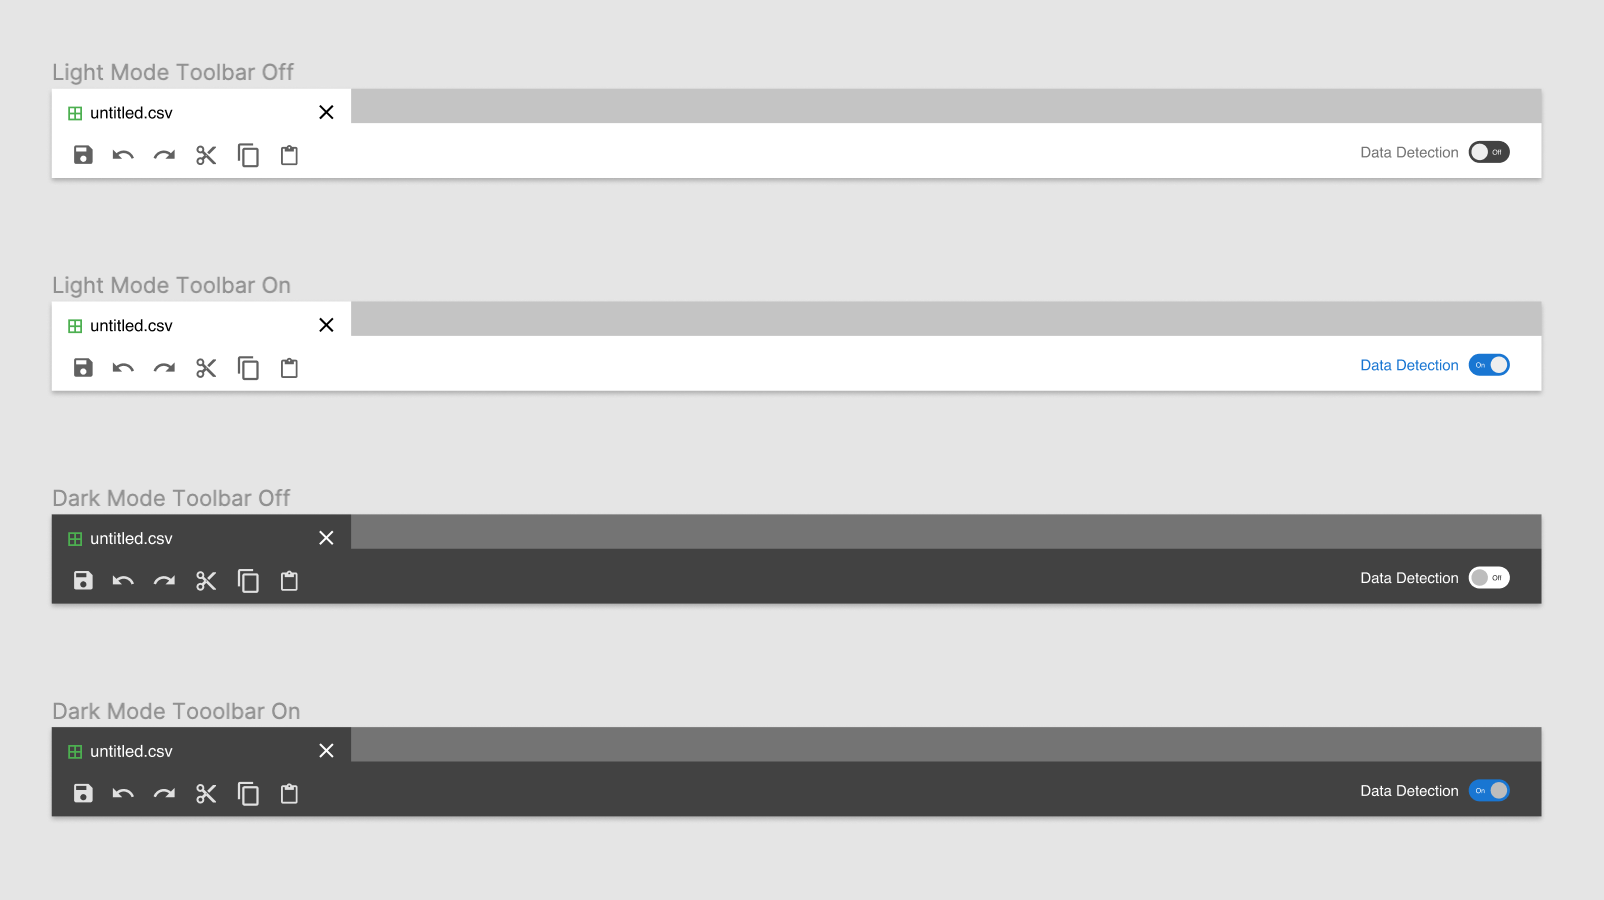 Light Mode Toolbar Off
untitled.csv
Data Detection Off
Light Mode Toolbar On
untitled.csv
Data Detection On
Dark Mode Toolbar Off
untitled.csv
Data Detection Off
Dark Mode Tooolbar On
untitled.csv
Data Detection On